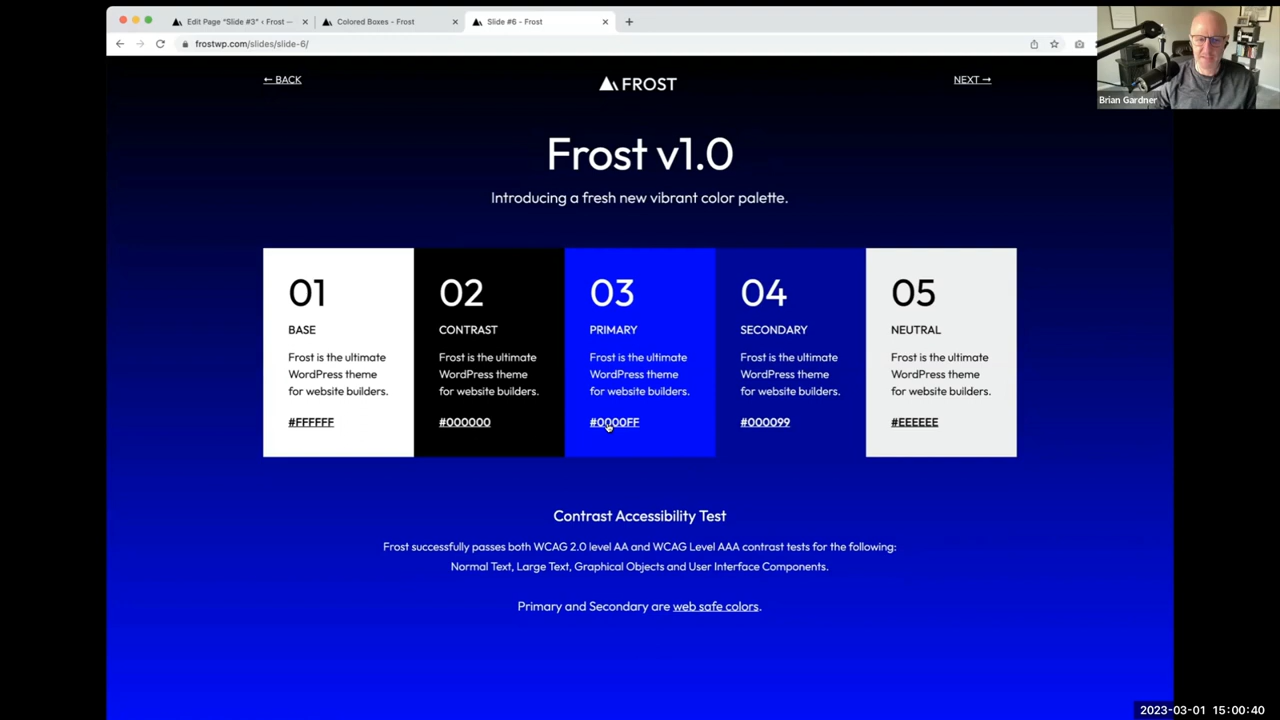 Edit Page "Slide #3" ‹ Frost —
Colored Boxes - Frost
Slide #6 - Frost
frostwp.com/slides/slide-6/
← BACK
FROST
NEXT →
Brian Gardner
Frost v1.0
Introducing a fresh new vibrant color palette.
01
BASE
Frost is the ultimate
WordPress theme
for website builders.
#FFFFFF
02
CONTRAST
Frost is the ultimate
WordPress theme
for website builders.
#000000
03
PRIMARY
Frost is the ultimate
WordPress theme
for website builders.
#0000FF
04
SECONDARY
Frost is the ultimate
WordPress theme
for website builders.
#000099
05
NEUTRAL
Frost is the ultimate
WordPress theme
for website builders.
#EEEEEE
Contrast Accessibility Test
Frost successfully passes both WCAG 2.0 level AA and WCAG Level AAA contrast tests for the following:
Normal Text, Large Text, Graphical Objects and User Interface Components.
Primary and Secondary are web safe colors.
2023-03-01 15:00:40